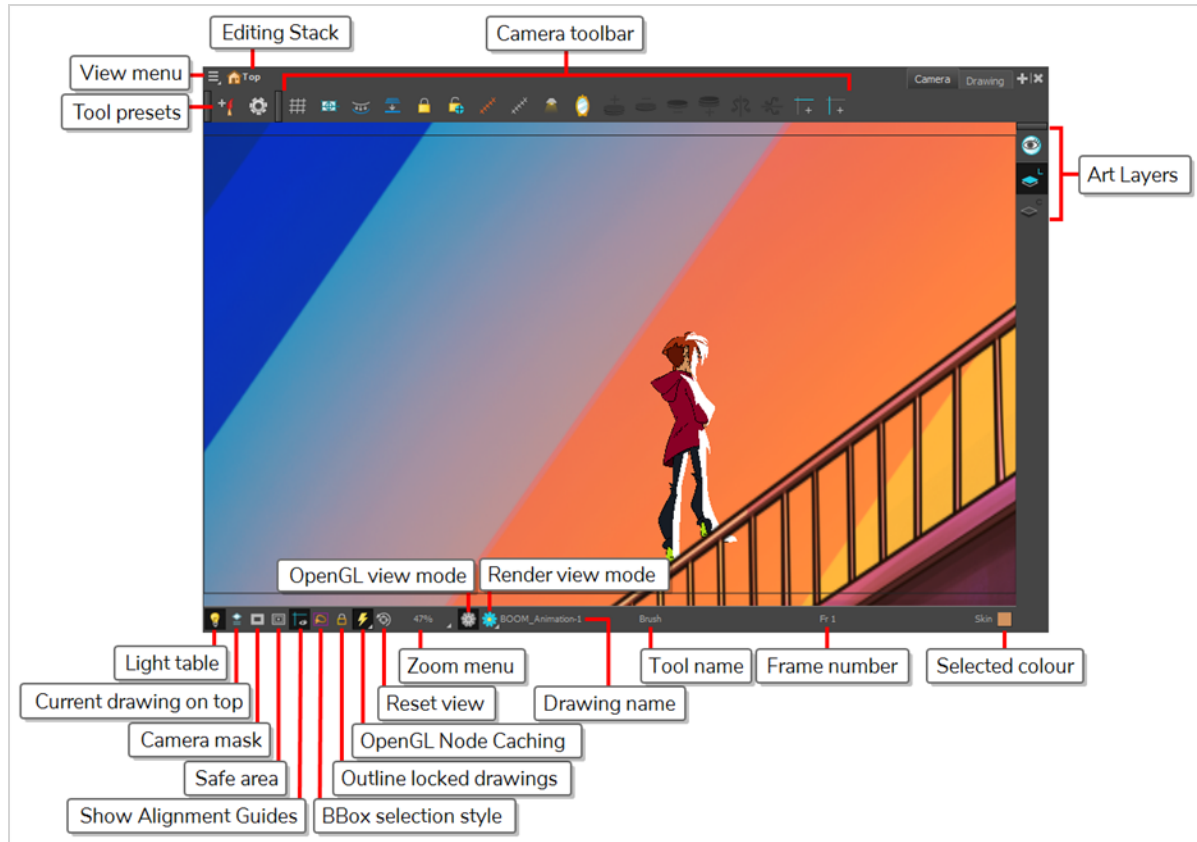 Editing Stack
Camera toolbar
View menu
Top
Camera
Drawing
Tool presets
L
C
Art Layers
OpenGL view mode
Render view mode
47%
BOOM_Animation-1
Brush
Fr 1
Skin
Light table
Zoom menu
Tool name
Frame number
Selected colour
Current drawing on top
Reset view
Drawing name
Camera mask
OpenGL Node Caching
Safe area
Outline locked drawings
Show Alignment Guides
BBox selection style